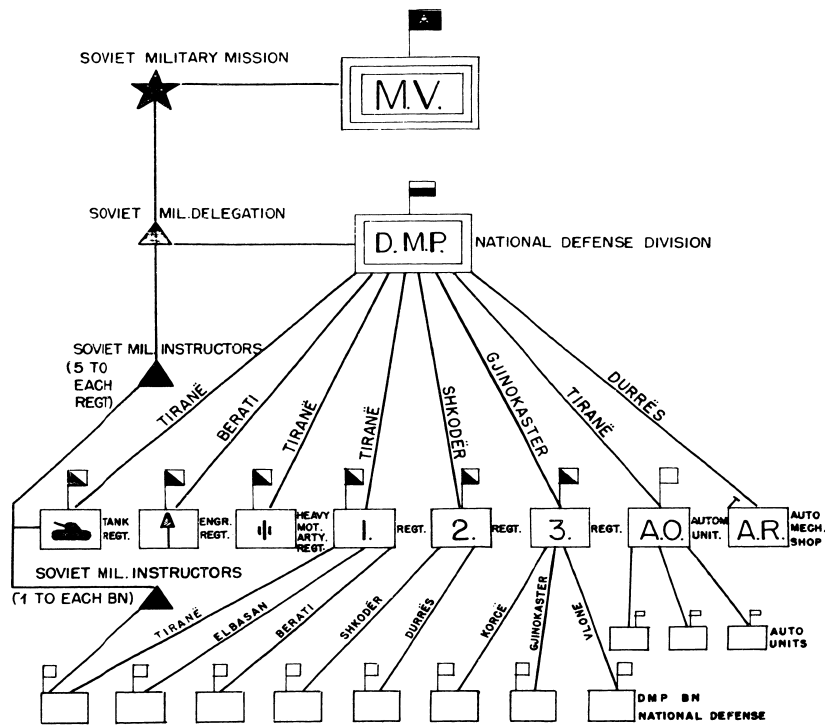 SOVIET MILITARY MISSION
M.V.
SOVIET MIL. DELEGATION
D.M.P.
NATIONAL DEFENSE DIVISION
SOVIET MIL. INSTRUCTORS
(5 TO
EACH
REGT)
TIRANË
BERATI
TIRANË
TIRANË
SHKODËR
GJINOKASTER
TIRANË
DURRËS
TANK
REGT.
ENGR.
REGT.
HEAVY
MOT.
ARTY.
REGT.
1.
REGT.
2.
REGT.
3.
REGT.
A.O.
AUTOM
UNIT.
A.R.
AUTO
MECH.
SHOP
SOVIET MIL. INSTRUCTORS
(1 TO EACH BN)
TIRANË
ELBASAN
BERATI
SHKODËR
DURRËS
KORCË
GJINOKASTER
VLONË
AUTO
UNITS
DMP BN
NATIONAL DEFENSE